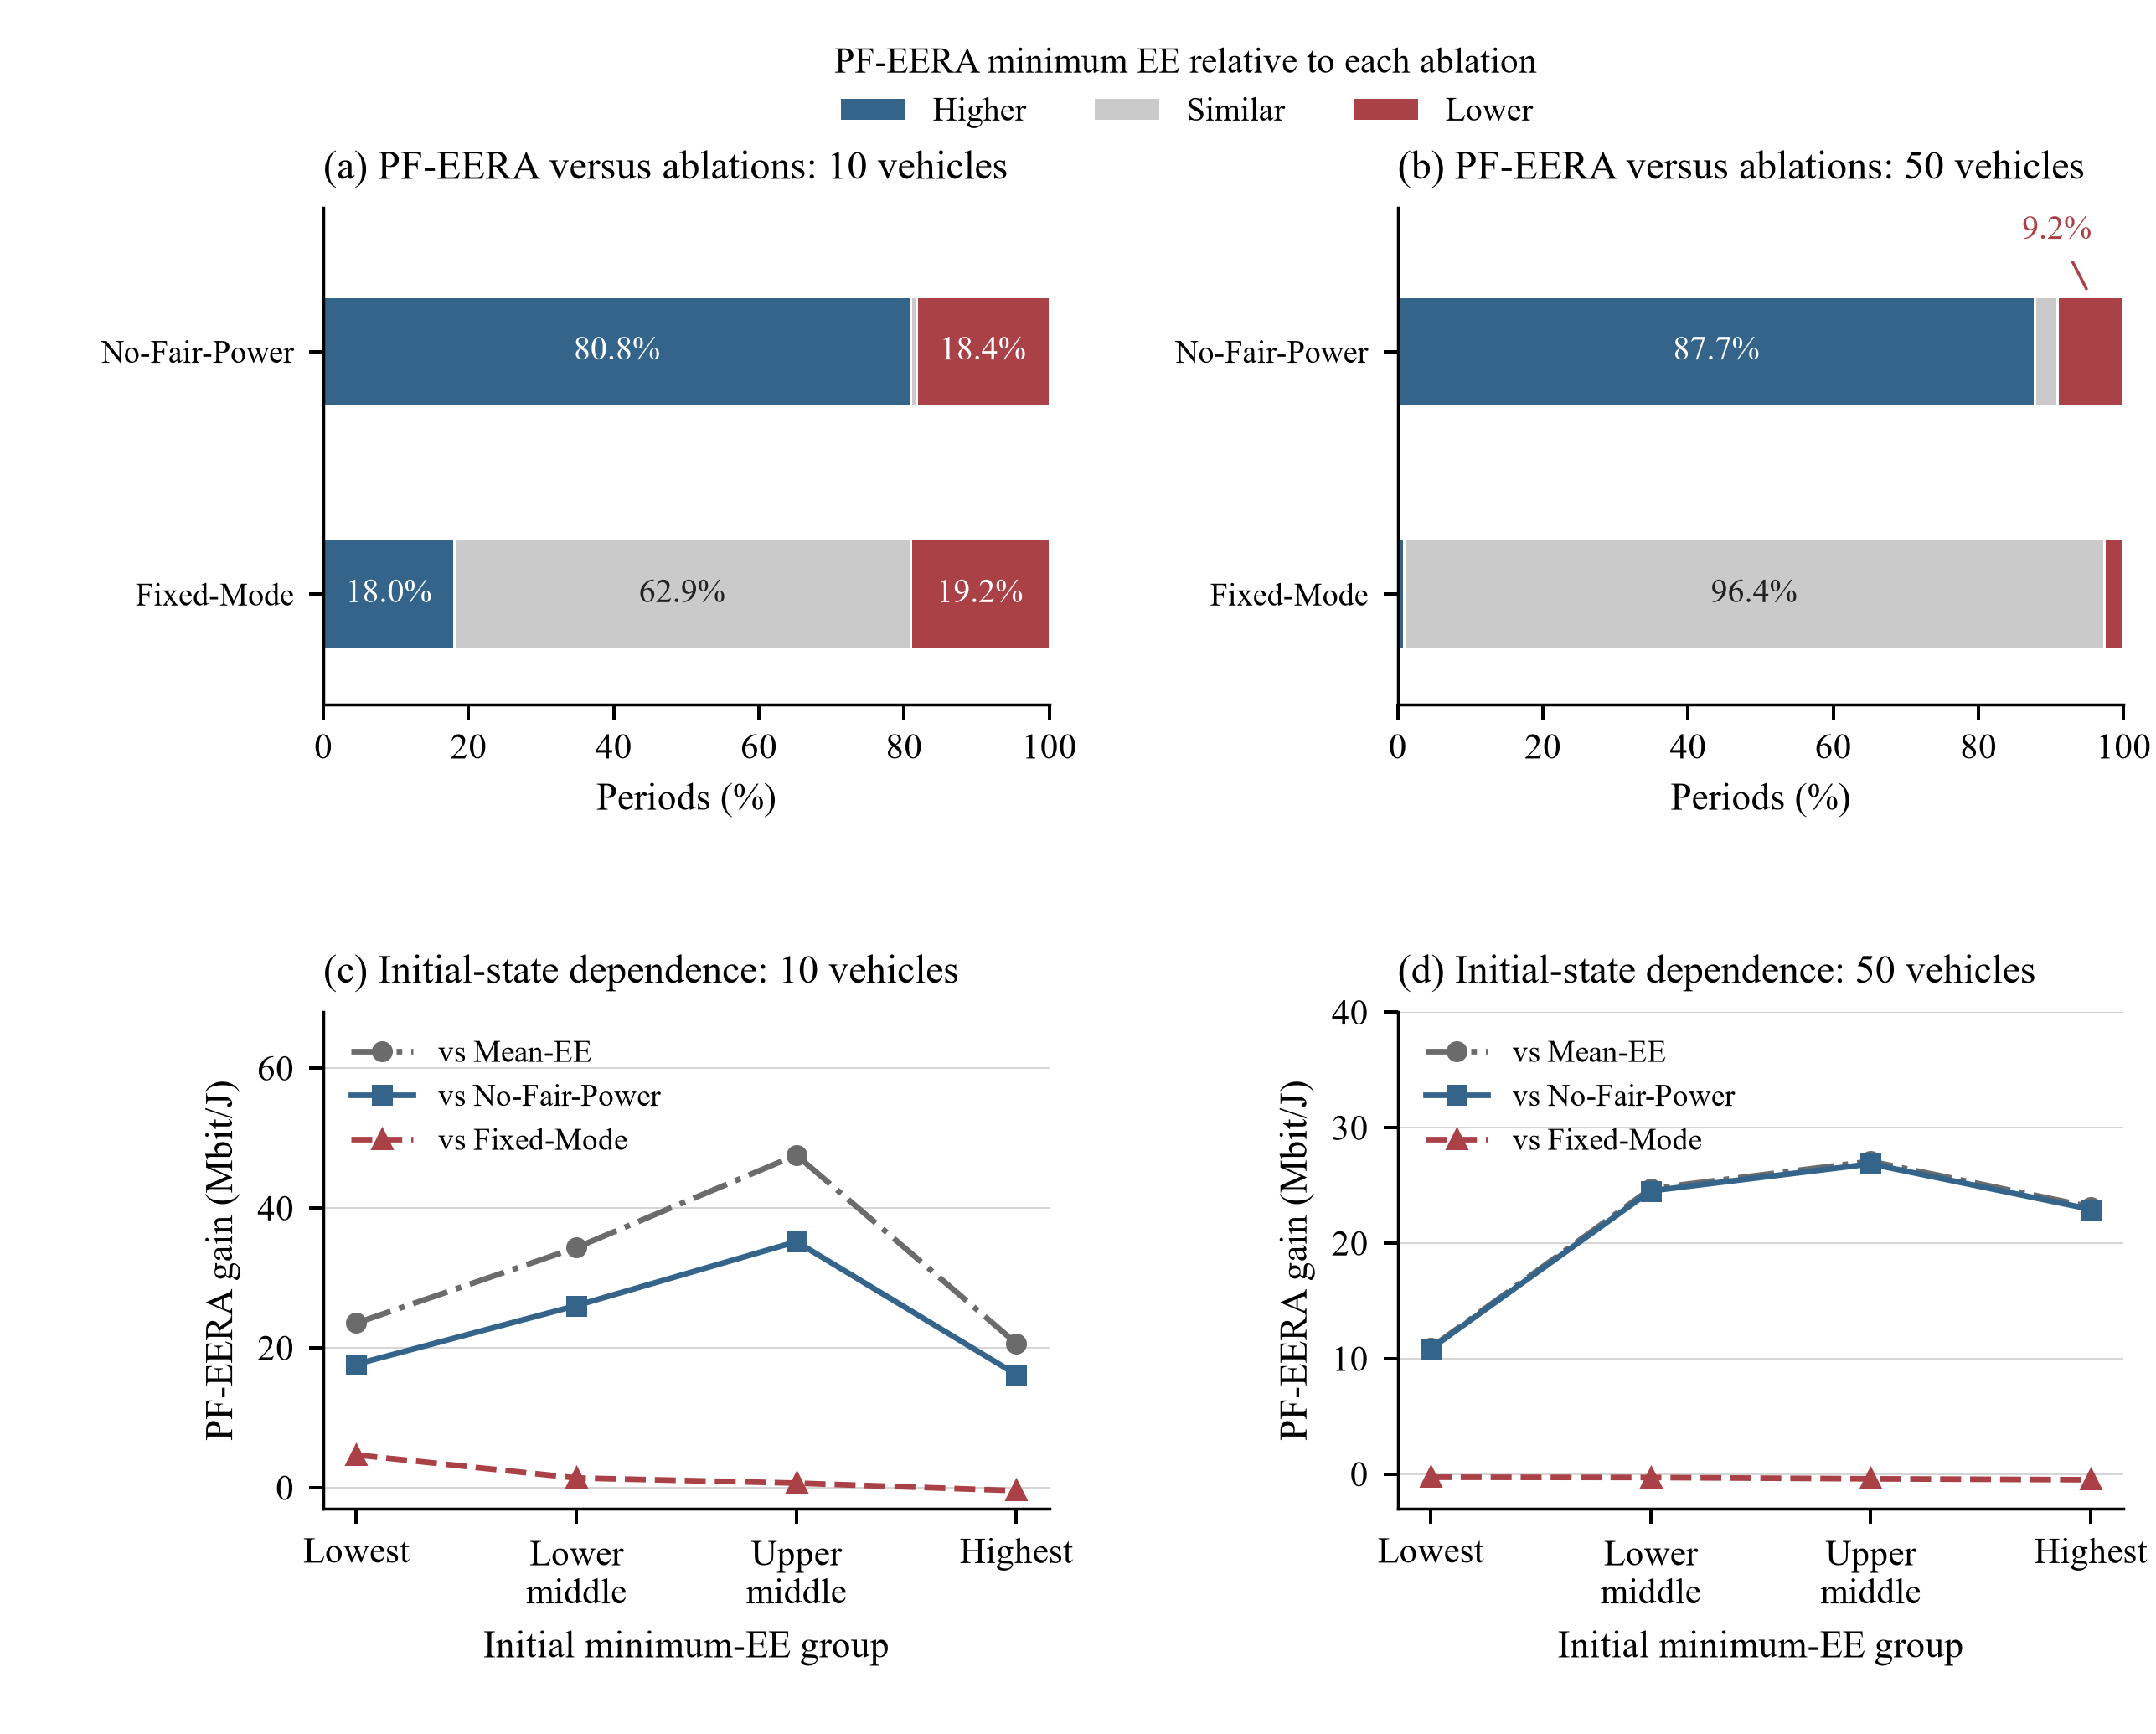 PF-EERA minimum EE relative to each ablation
Higher Similar Lower
(a) PF-EERA versus ablations: 10 vehicles
No-Fair-Power
80.8% 18.4%
Fixed-Mode
18.0% 62.9% 19.2%
0 20 40 60 80 100
Periods (%)
(b) PF-EERA versus ablations: 50 vehicles
9.2%
No-Fair-Power
87.7%
Fixed-Mode
96.4%
0 20 40 60 80 100
Periods (%)
(c) Initial-state dependence: 10 vehicles
PF-EERA gain (Mbit/J)
60
40
20
0
vs Mean-EE
vs No-Fair-Power
vs Fixed-Mode
Lowest Lower middle Upper middle Highest
Initial minimum-EE group
(d) Initial-state dependence: 50 vehicles
PF-EERA gain (Mbit/J)
40
30
20
10
0
vs Mean-EE
vs No-Fair-Power
vs Fixed-Mode
Lowest Lower middle Upper middle Highest
Initial minimum-EE group